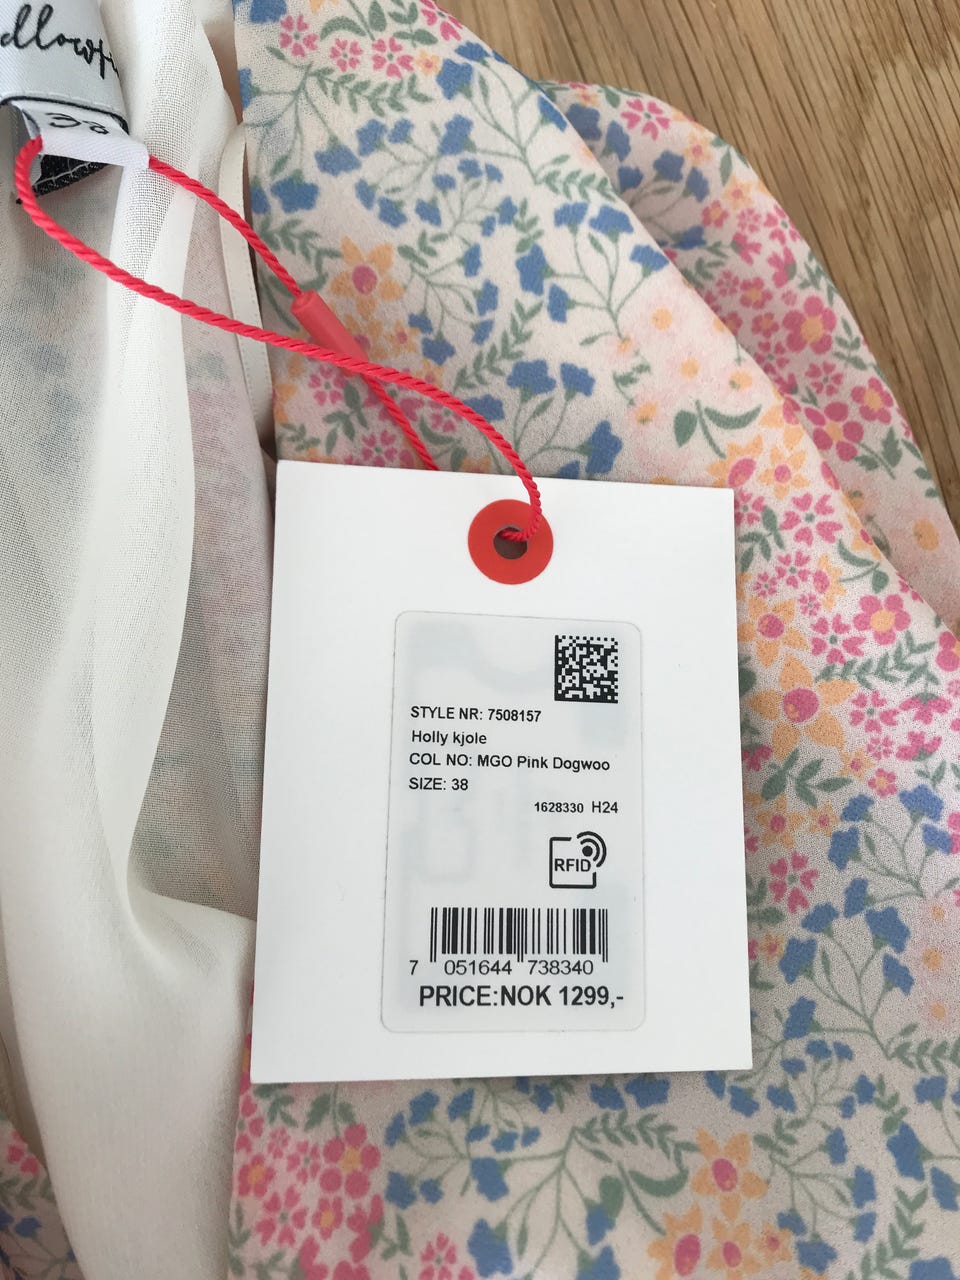 38
STYLE NR: 7508157
Holly kjole
COL NO: MGO Pink Dogwoo
SIZE: 38
1628330 H24
RFID
7 051644 738340
PRICE:NOK 1299,-